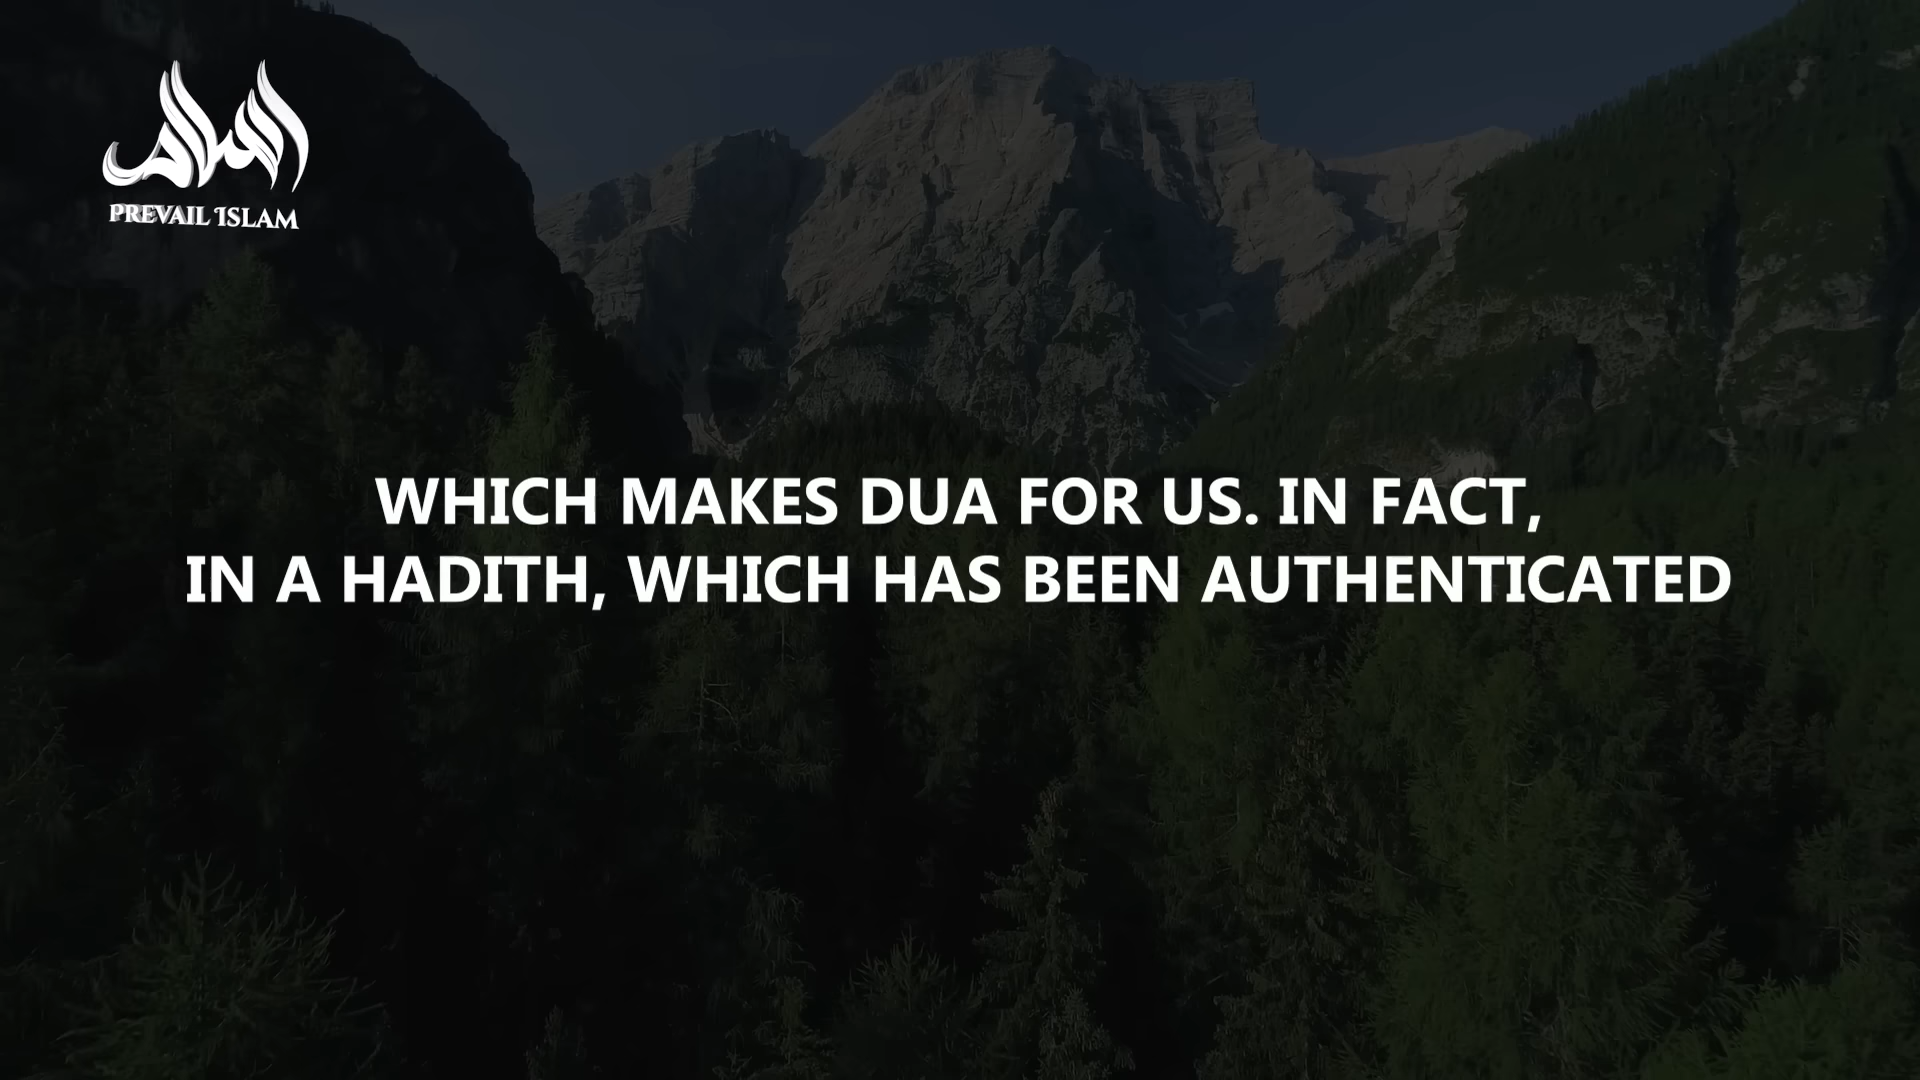 PREVAIL ISLAM
WHICH MAKES DUA FOR US. IN FACT,
IN A HADITH, WHICH HAS BEEN AUTHENTICATED